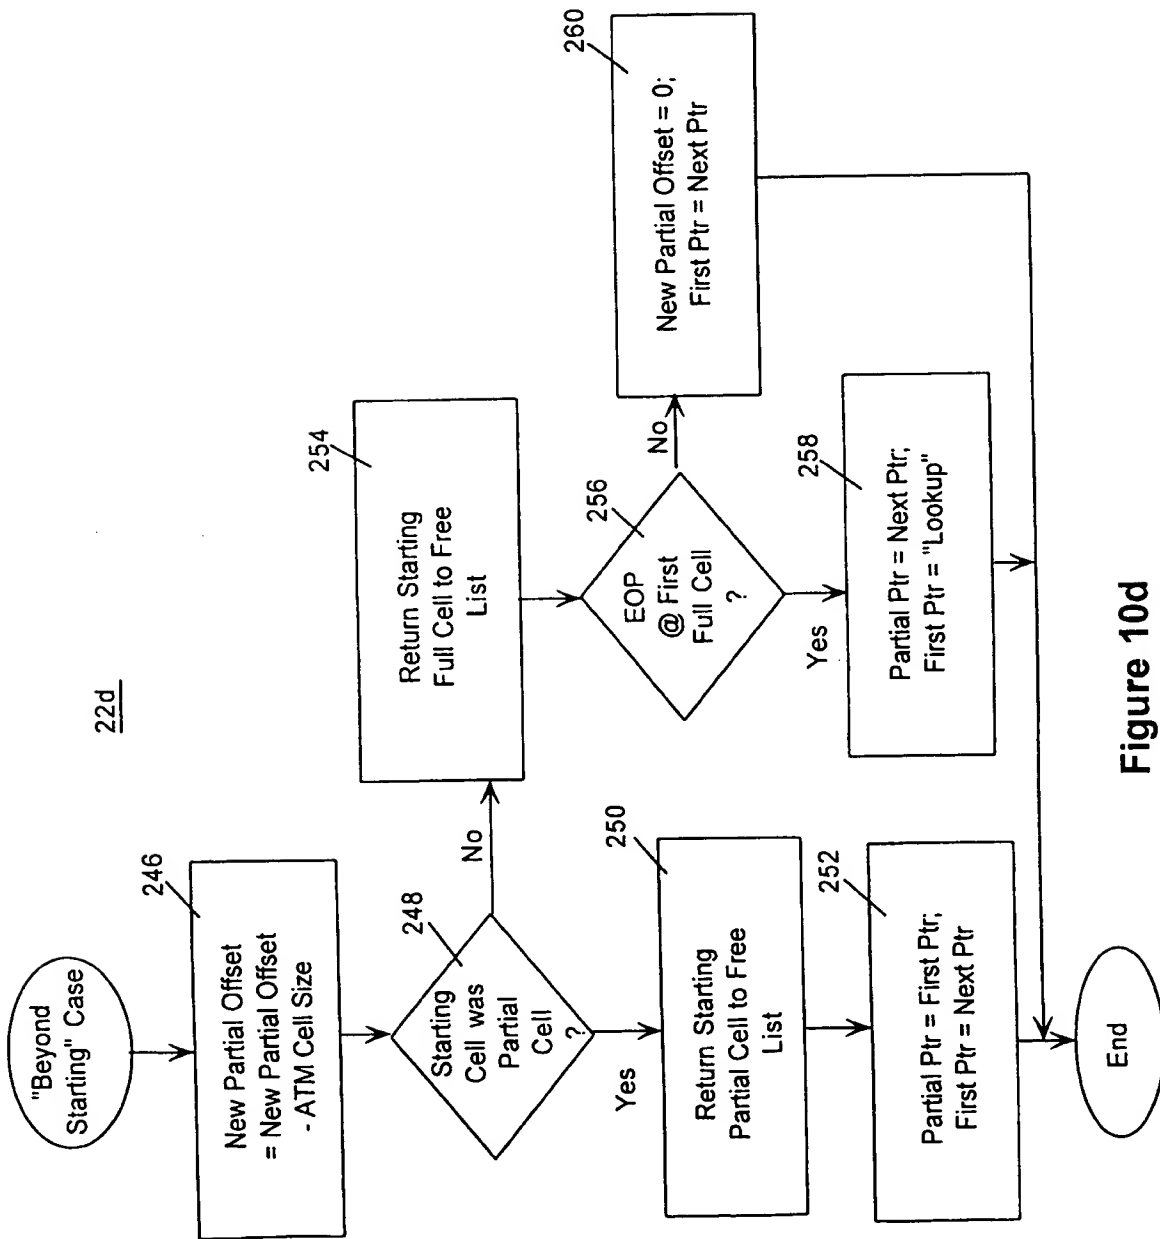 22d
"Beyond
Starting" Case
246
New Partial Offset
= New Partial Offset
- ATM Cell Size
248
Starting
Cell was
Partial
Cell
?
No
Yes
250
Return Starting
Partial Cell to Free
List
252
Partial Ptr = First Ptr;
First Ptr = Next Ptr
End
254
Return Starting
Full Cell to Free
List
256
EOP
@ First
Full Cell
?
No
Yes
258
Partial Ptr = Next Ptr;
First Ptr = "Lookup"
260
New Partial Offset = 0;
First Ptr = Next Ptr
Figure 10d